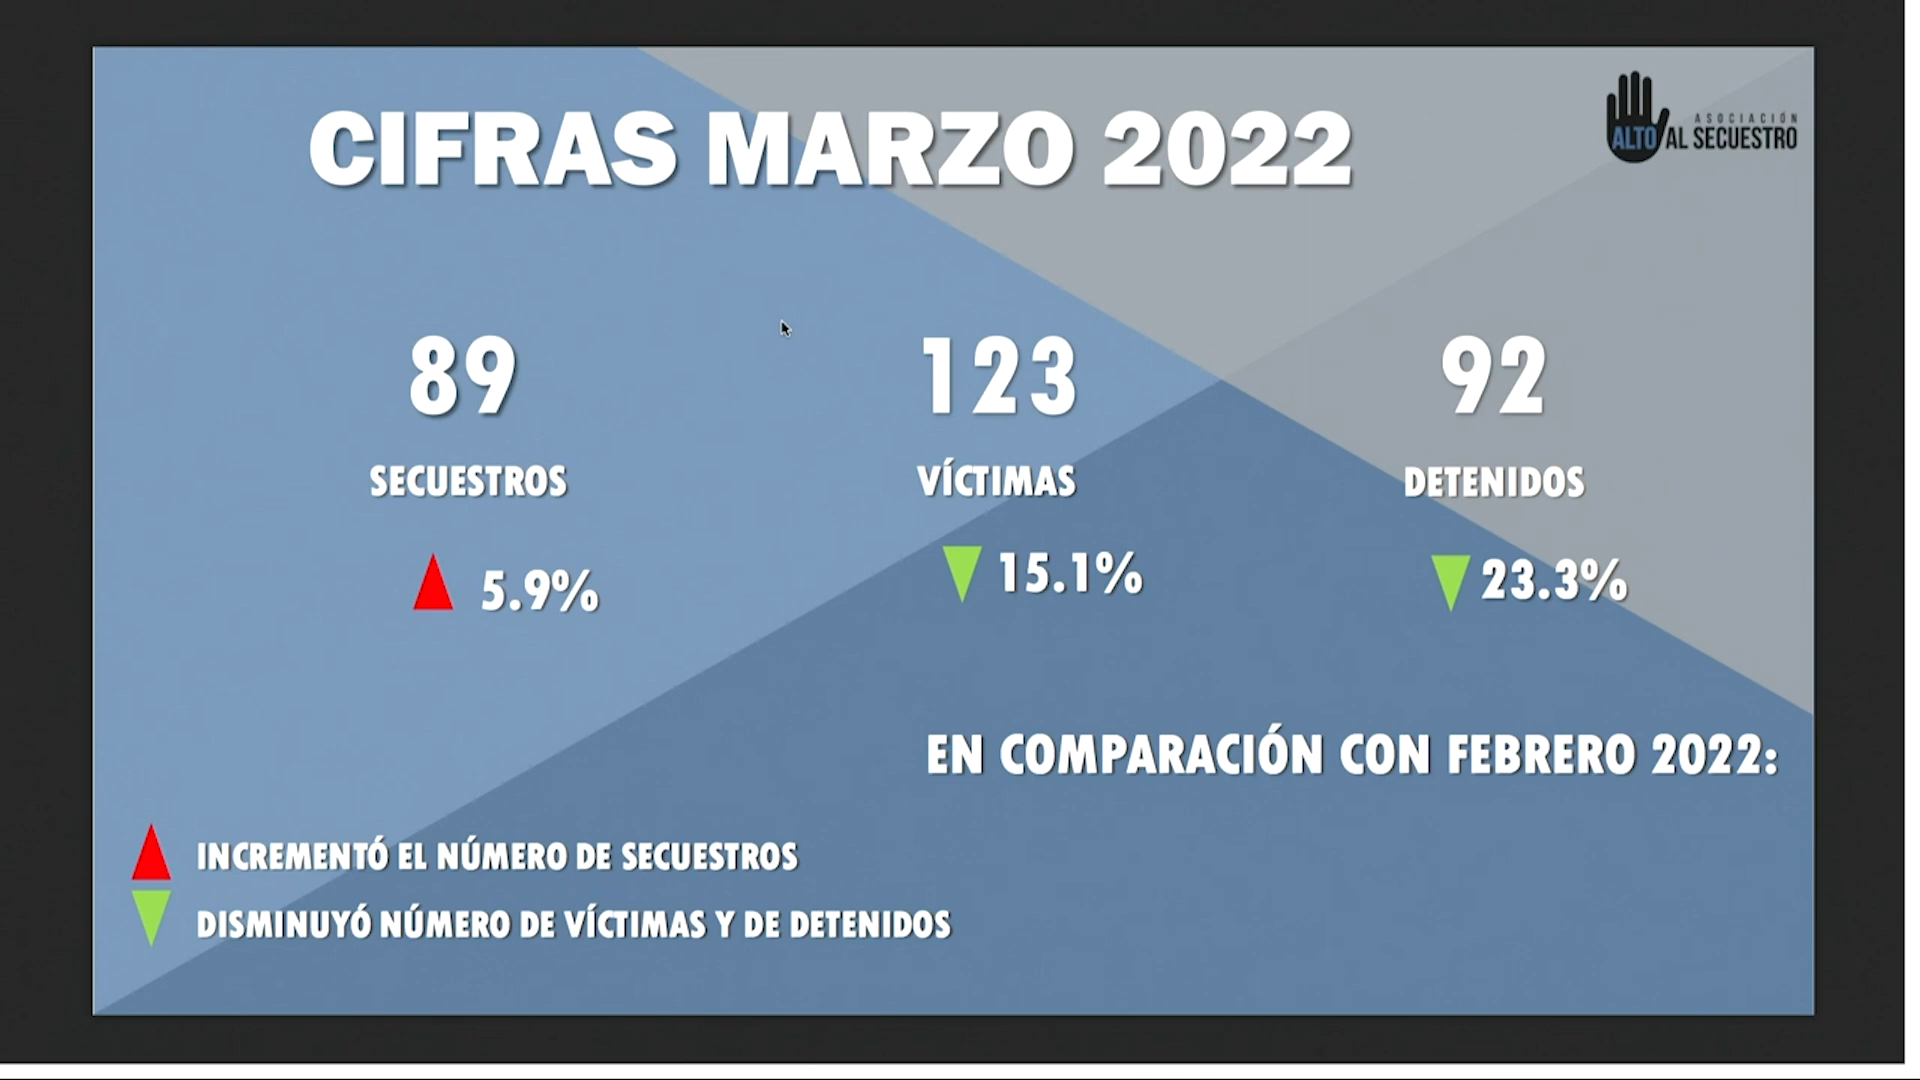 CIFRAS MARZO 2022
ASOCIACIÓN
ALTO AL SECUESTRO
89
SECUESTROS
5.9%
123
VÍCTIMAS
15.1%
92
DETENIDOS
23.3%
EN COMPARACIÓN CON FEBRERO 2022:
INCREMENTÓ EL NÚMERO DE SECUESTROS
DISMINUYÓ NÚMERO DE VÍCTIMAS Y DE DETENIDOS